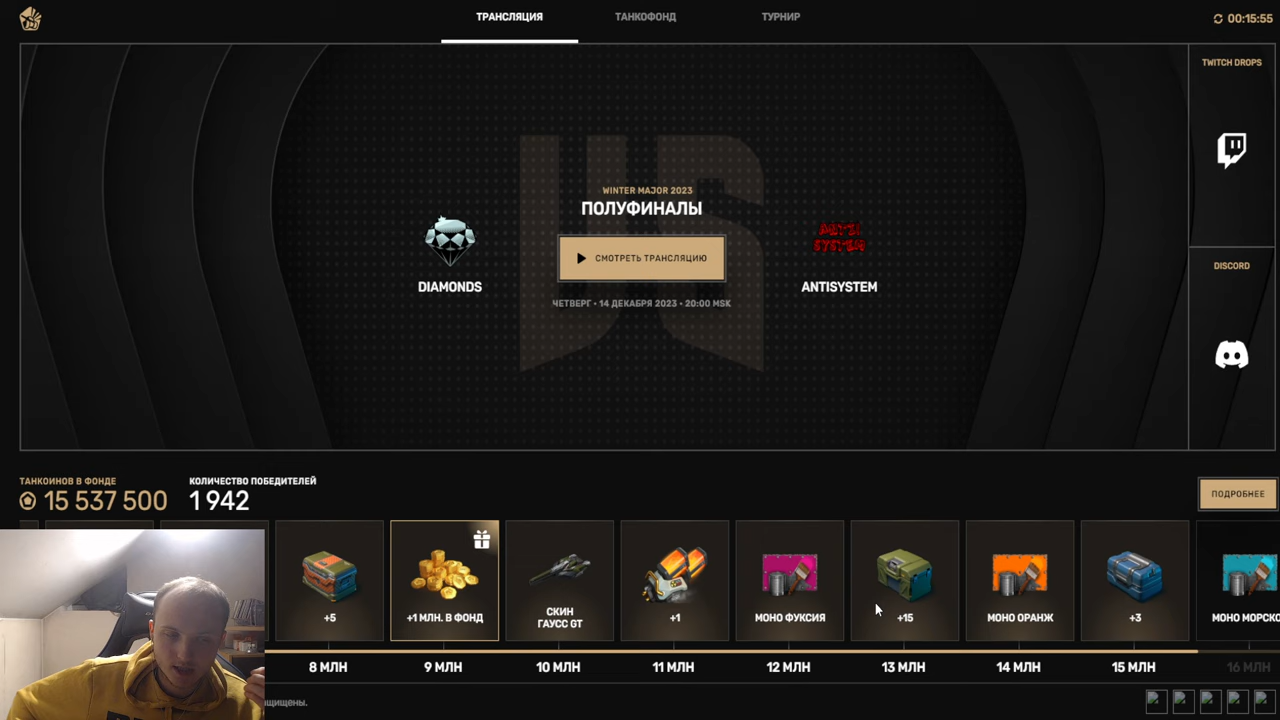 ТРАНСЛЯЦИЯ ТАНКОФОНД ТУРНИР
00:15:55
TWITCH DROPS
WINTER MAJOR 2023
ПОЛУФИНАЛЫ
ANTI
SYSTEM
СМОТРЕТЬ ТРАНСЛЯЦИЮ
DISCORD
DIAMONDS
ANTISYSTEM
ЧЕТВЕРГ • 14 ДЕКАБРЯ 2023 • 20:00 MSK
ТАНКОИНОВ В ФОНДЕ
15 537 500
КОЛИЧЕСТВО ПОБЕДИТЕЛЕЙ
1 942
ПОДРОБНЕЕ
+5
+1 МЛН. В ФОНД
СКИН
ГАУСС GT
+1
МОНО ФУКСИЯ
+15
МОНО ОРАНЖ
+3
МОНО МОРСКО
8 МЛН 9 МЛН 10 МЛН 11 МЛН 12 МЛН 13 МЛН 14 МЛН 15 МЛН 16 МЛН
ищены.